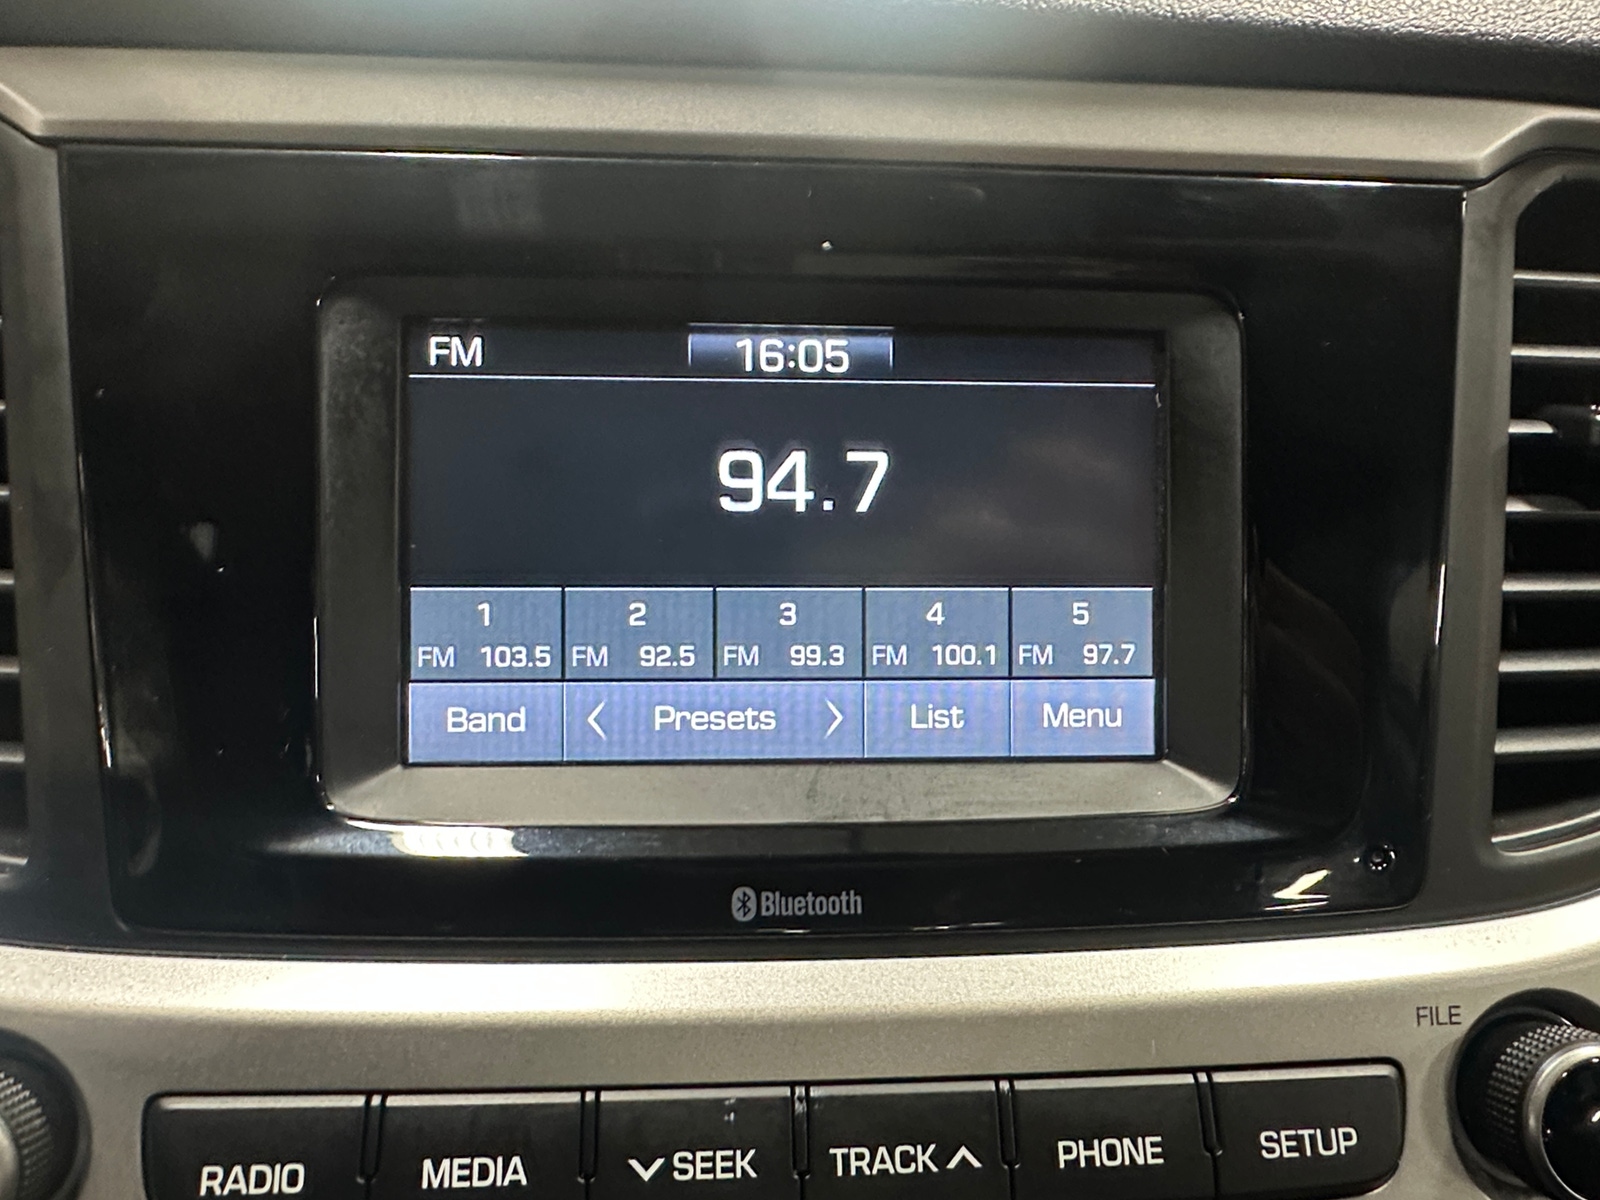 FM 16:05
94.7
1 2 3 4 5
FM 103.5 FM 92.5 FM 99.3 FM 100.1 FM 97.7
Band < Presets > List Menu
Bluetooth
FILE
RADIO MEDIA SEEK TRACK PHONE SETUP